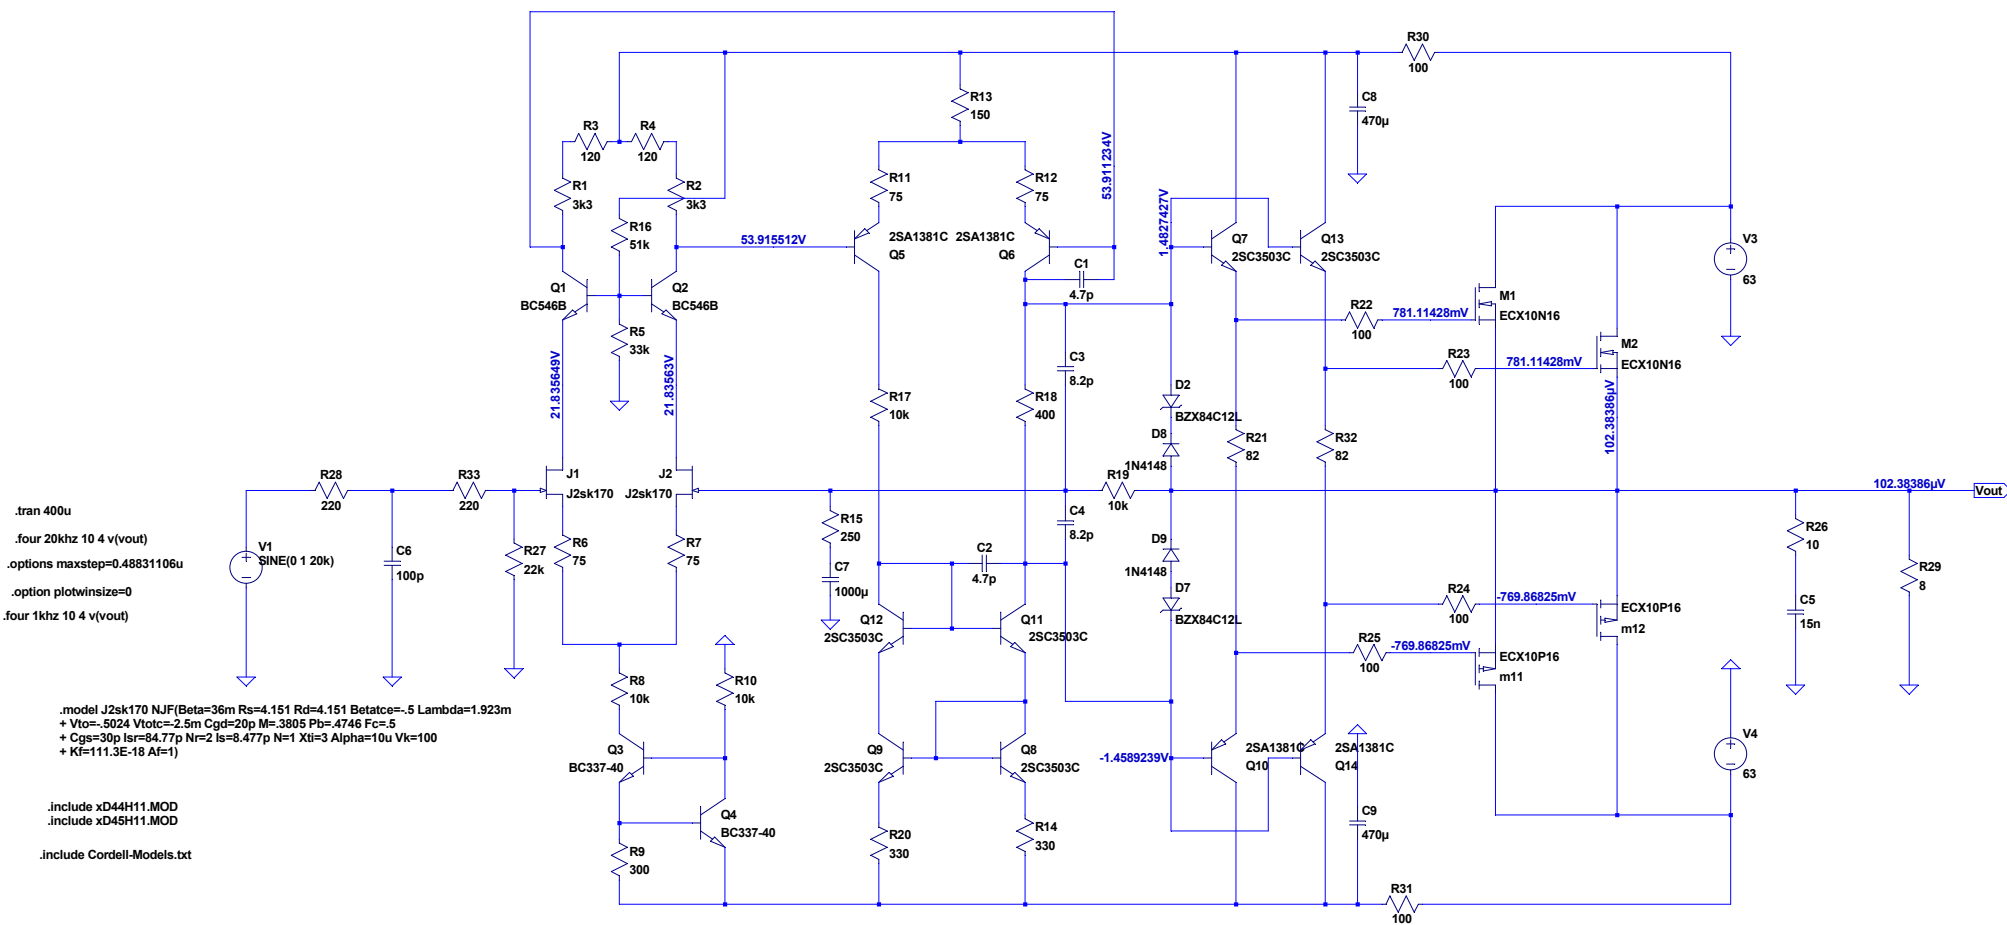 R30
100
R13
150
C8
470µ
R3
120
R4
120
R1
3k3
R2
3k3
R16
51k
R11
75
R12
75
53.911234V
1.4827427V
53.915512V
2SA1381C
Q5
2SA1381C
Q6
Q7
2SC3503C
Q13
2SC3503C
V3
63
C1
4.7p
Q1
BC546B
Q2
BC546B
R5
33k
M1
ECX10N16
R22
100
781.11428mV
M2
ECX10N16
R23
100
781.11428mV
21.835649V
21.83563V
C3
8.2p
R17
10k
R18
400
D2
BZX84C12L
D8
1N4148
R21
82
R32
82
102.38386µV
R28
220
R33
220
J1
J2sk170
J2
J2sk170
R19
10k
102.38386µV
Vout
.tran 400u
.four 20khz 10 4 v(vout)
.options maxstep=0.48831106u
.option plotwinsize=0
.four 1khz 10 4 v(vout)
V1
SINE(0 1 20k)
C6
100p
R27
22k
R6
75
R7
75
R15
250
C7
1000µ
C2
4.7p
C4
8.2p
D9
1N4148
D7
BZX84C12L
R26
10
C5
15n
R29
8
R24
100
-769.86825mV
ECX10P16
m12
R25
100
-769.86825mV
ECX10P16
m11
Q12
2SC3503C
Q11
2SC3503C
R8
10k
R10
10k
.model J2sk170 NJF(Beta=36m Rs=4.151 Rd=4.151 Betatce=-.5 Lambda=1.923m
+ Vto=-.5024 Vtotc=-2.5m Cgd=20p M=.3805 Pb=.4746 Fc=.5
+ Cgs=30p Isr=84.77p Nr=2 Is=8.477p N=1 Xti=3 Alpha=10u Vk=100
+ Kf=111.3E-18 Af=1)
Q3
BC337-40
Q9
2SC3503C
Q8
2SC3503C
-1.4589239V
2SA1381C
Q10
2SA1381C
Q14
V4
63
.include xD44H11.MOD
.include xD45H11.MOD
.include Cordell-Models.txt
Q4
BC337-40
R9
300
R20
330
R14
330
C9
470µ
R31
100